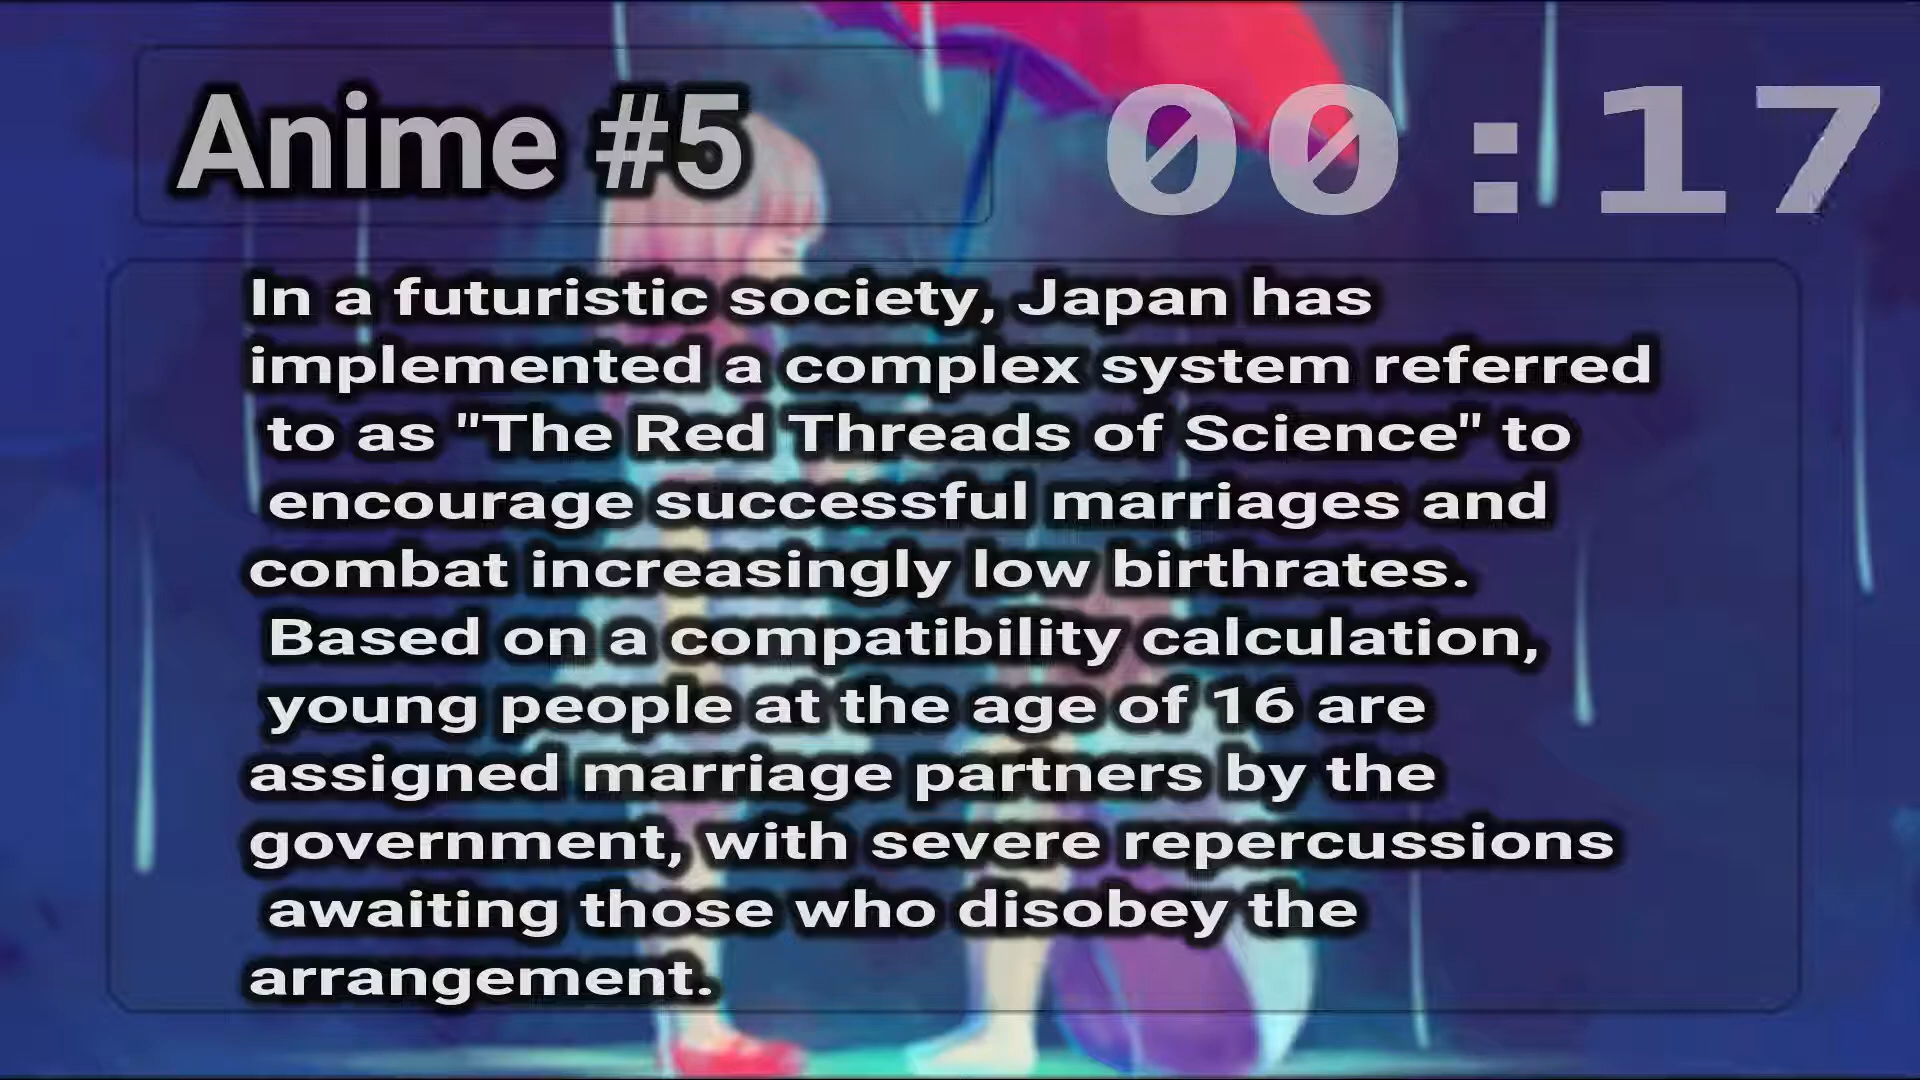 Anime #5
00:17
In a futuristic society, Japan has
implemented a complex system referred
to as "The Red Threads of Science" to
encourage successful marriages and
combat increasingly low birthrates.
Based on a compatibility calculation,
young people at the age of 16 are
assigned marriage partners by the
government, with severe repercussions
awaiting those who disobey the
arrangement.